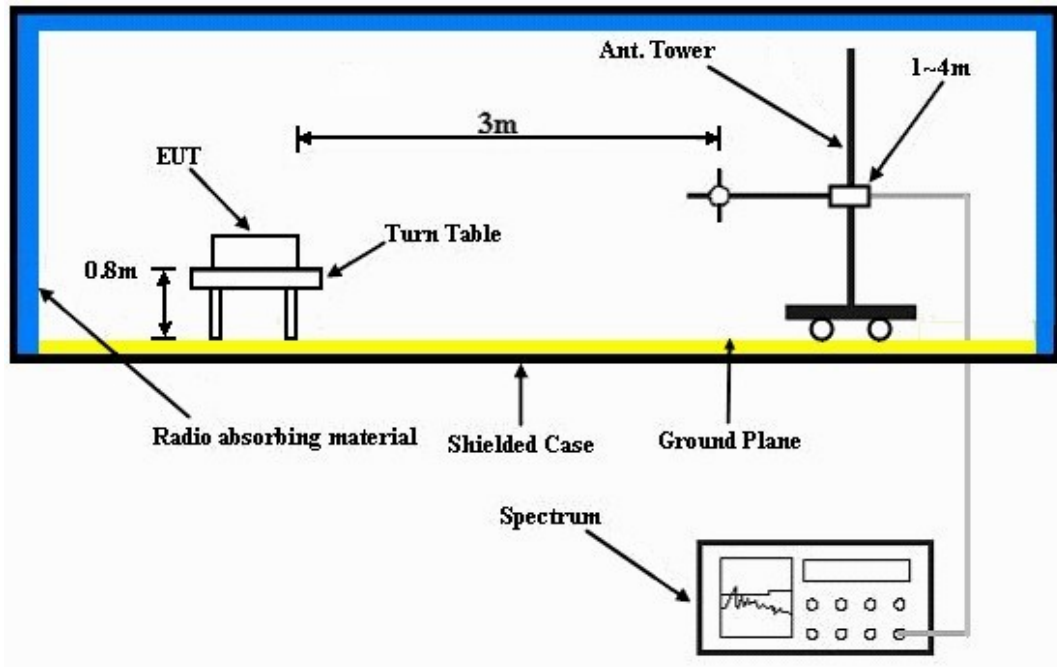 Ant. Tower
1~4m
3m
EUT
Turn Table
0.8m
Radio absorbing material
Shielded Case
Ground Plane
Spectrum